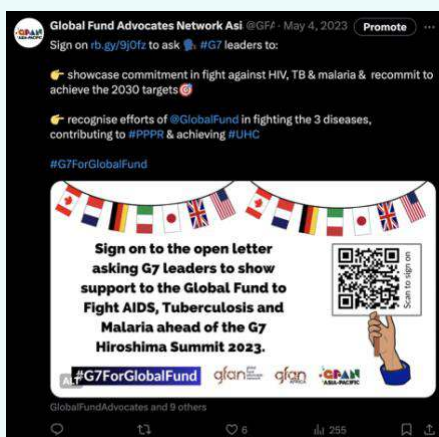 Global Fund Advocates Network Asi @GFA · May 4, 2023 Promote ...
Sign on rb.gy/9j0fz to ask 🗣️ #G7 leaders to:
👉 showcase commitment in fight against HIV, TB & malaria & recommit to
achieve the 2030 targets🎯
👉 recognise efforts of @GlobalFund in fighting the 3 diseases,
contributing to #PPPR & achieving #UHC
#G7ForGlobalFund
Sign on to the open letter
asking G7 leaders to show
support to the Global Fund to
Fight AIDS, Tuberculosis and
Malaria ahead of the G7
Hiroshima Summit 2023.
Scan to sign on
ALT
#G7ForGlobalFund gfan gfan AFRICA GFAN ASIA-PACIFIC
GlobalFundAdvocates and 9 others
6 255